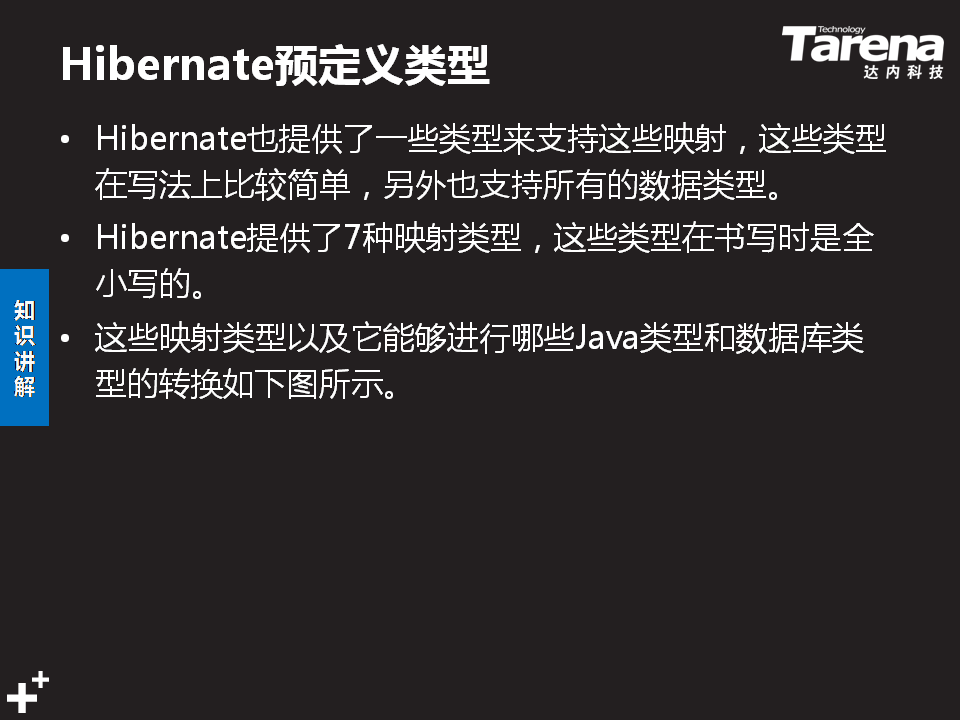 Hibernate预定义类型
Technology
Tarena
达内科技
• Hibernate也提供了一些类型来支持这些映射，这些类型
在写法上比较简单，另外也支持所有的数据类型。
• Hibernate提供了7种映射类型，这些类型在书写时是全
小写的。
• 这些映射类型以及它能够进行哪些Java类型和数据库类
型的转换如下图所示。
知
识
讲
解